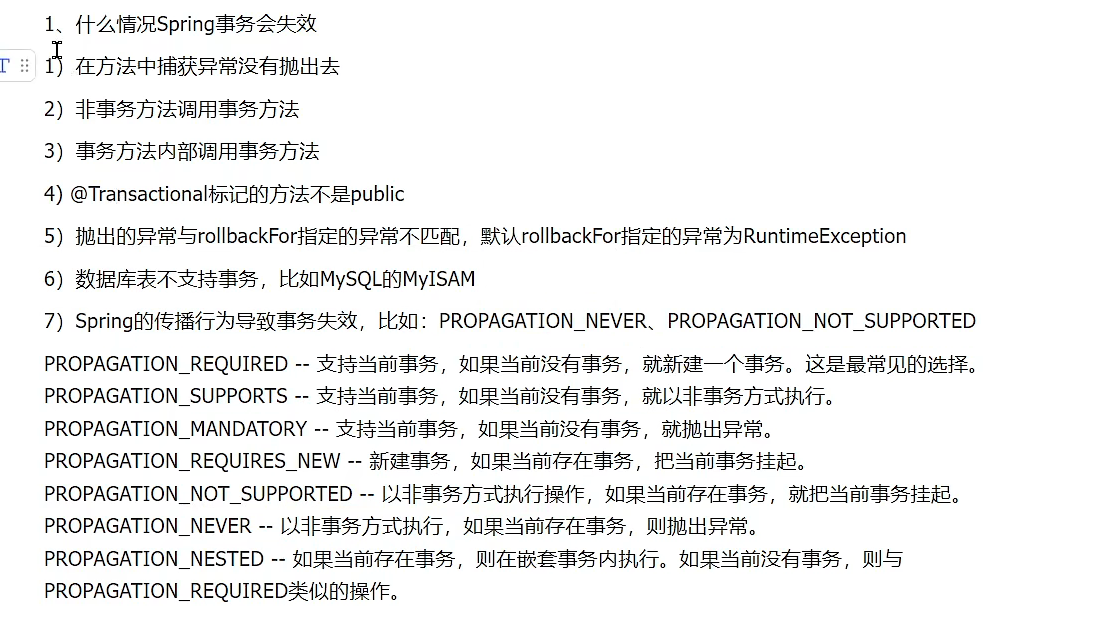 1、什么情况Spring事务会失效
1）在方法中捕获异常没有抛出去
2）非事务方法调用事务方法
3）事务方法内部调用事务方法
4) @Transactional标记的方法不是public
5）抛出的异常与rollbackFor指定的异常不匹配，默认rollbackFor指定的异常为RuntimeException
6）数据库表不支持事务，比如MySQL的MyISAM
7）Spring的传播行为导致事务失效，比如：PROPAGATION_NEVER、PROPAGATION_NOT_SUPPORTED
PROPAGATION_REQUIRED -- 支持当前事务，如果当前没有事务，就新建一个事务。这是最常见的选择。
PROPAGATION_SUPPORTS -- 支持当前事务，如果当前没有事务，就以非事务方式执行。
PROPAGATION_MANDATORY -- 支持当前事务，如果当前没有事务，就抛出异常。
PROPAGATION_REQUIRES_NEW -- 新建事务，如果当前存在事务，把当前事务挂起。
PROPAGATION_NOT_SUPPORTED -- 以非事务方式执行操作，如果当前存在事务，就把当前事务挂起。
PROPAGATION_NEVER -- 以非事务方式执行，如果当前存在事务，则抛出异常。
PROPAGATION_NESTED -- 如果当前存在事务，则在嵌套事务内执行。如果当前没有事务，则与
PROPAGATION_REQUIRED类似的操作。